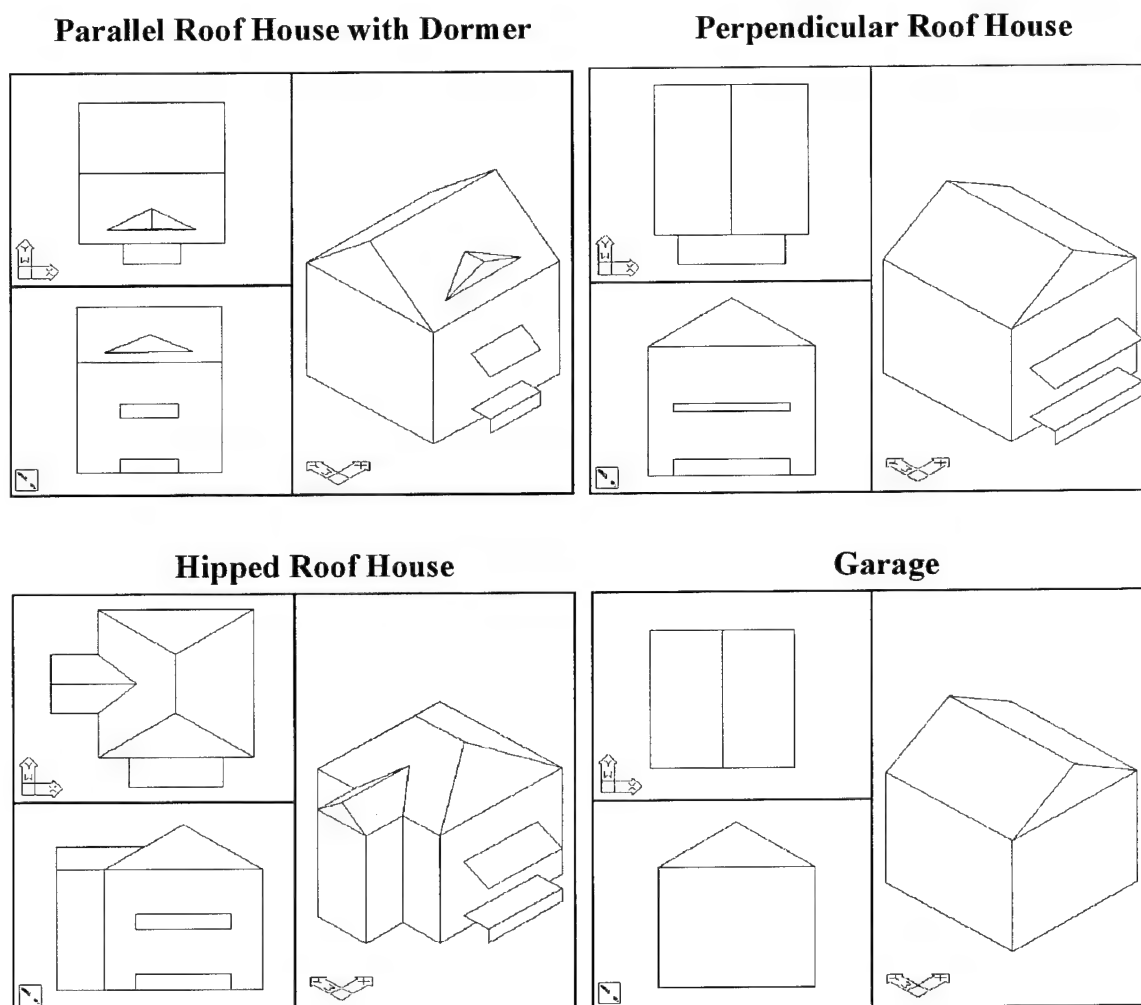 Parallel Roof House with Dormer
Perpendicular Roof House
Y
W
X
Y
W
X
Hipped Roof House
Garage
Y
W
X
Y
W
X